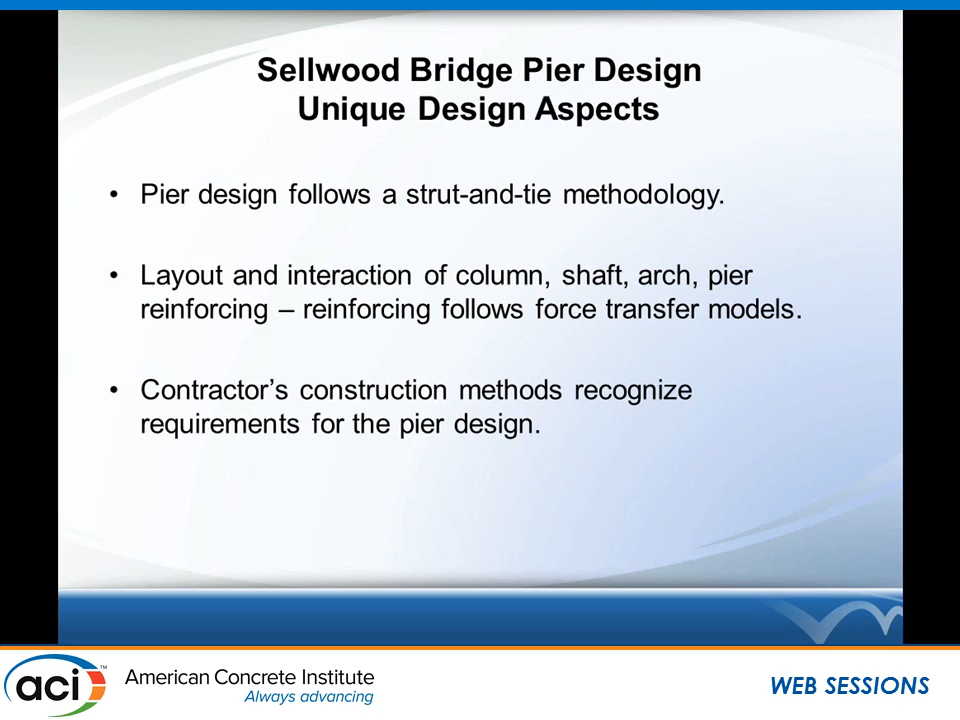 Sellwood Bridge Pier Design
Unique Design Aspects
• Pier design follows a strut-and-tie methodology.
• Layout and interaction of column, shaft, arch, pier
reinforcing – reinforcing follows force transfer models.
• Contractor’s construction methods recognize
requirements for the pier design.
aci™
American Concrete Institute
Always advancing
WEB SESSIONS